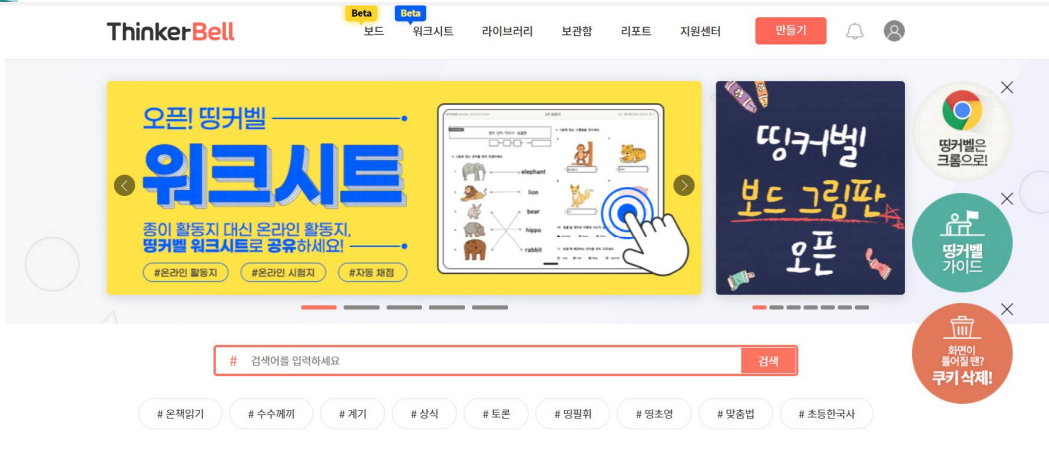 Beta Beta
ThinkerBell 보드 워크시트 라이브러리 보관함 리포트 지원센터 만들기
오픈! 띵커벨
워크시트
종이 활동지 대신 온라인 활동지,
띵커벨 워크시트로 공유하세요!
#온라인 활동지 #온라인 시험지 #자동 채점
elephant
lion
bear
hippo
rabbit
띵커벨
보드 그림판
오픈
띵커벨은
크롬으로!
띵커벨
가이드
화면이
틀어질 땐?
쿠키 삭제!
# 검색어를 입력하세요 검색
# 온책읽기 # 수수께끼 # 계기 # 상식 # 토론 # 띵필휘 # 띵초영 # 맞춤법 # 초등한국사